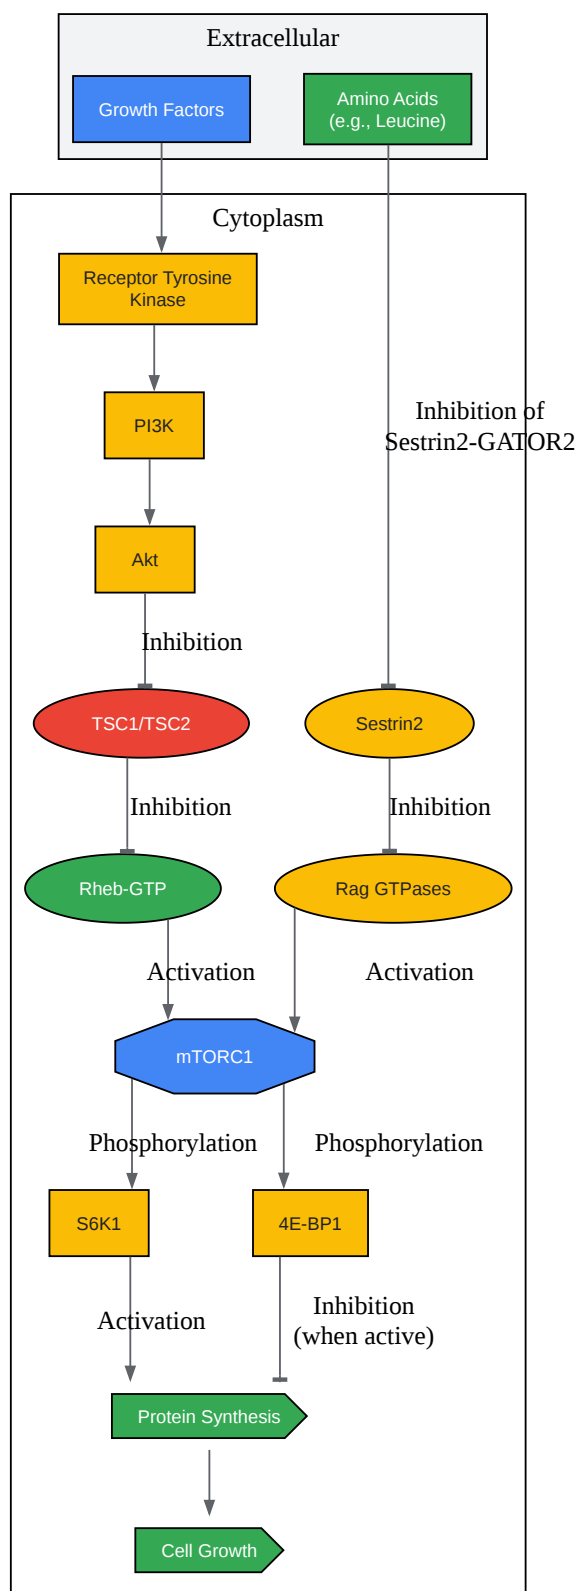 Extracellular
Growth Factors
Amino Acids
(e.g., Leucine)
Cytoplasm
Receptor Tyrosine
Kinase
PI3K
Inhibition of
Sestrin2-GATOR2
Akt
Inhibition
TSC1/TSC2
Sestrin2
Inhibition
Inhibition
Rheb-GTP
Rag GTPases
Activation
Activation
mTORC1
Phosphorylation
Phosphorylation
S6K1
4E-BP1
Activation
Inhibition
(when active)
Protein Synthesis
Cell Growth